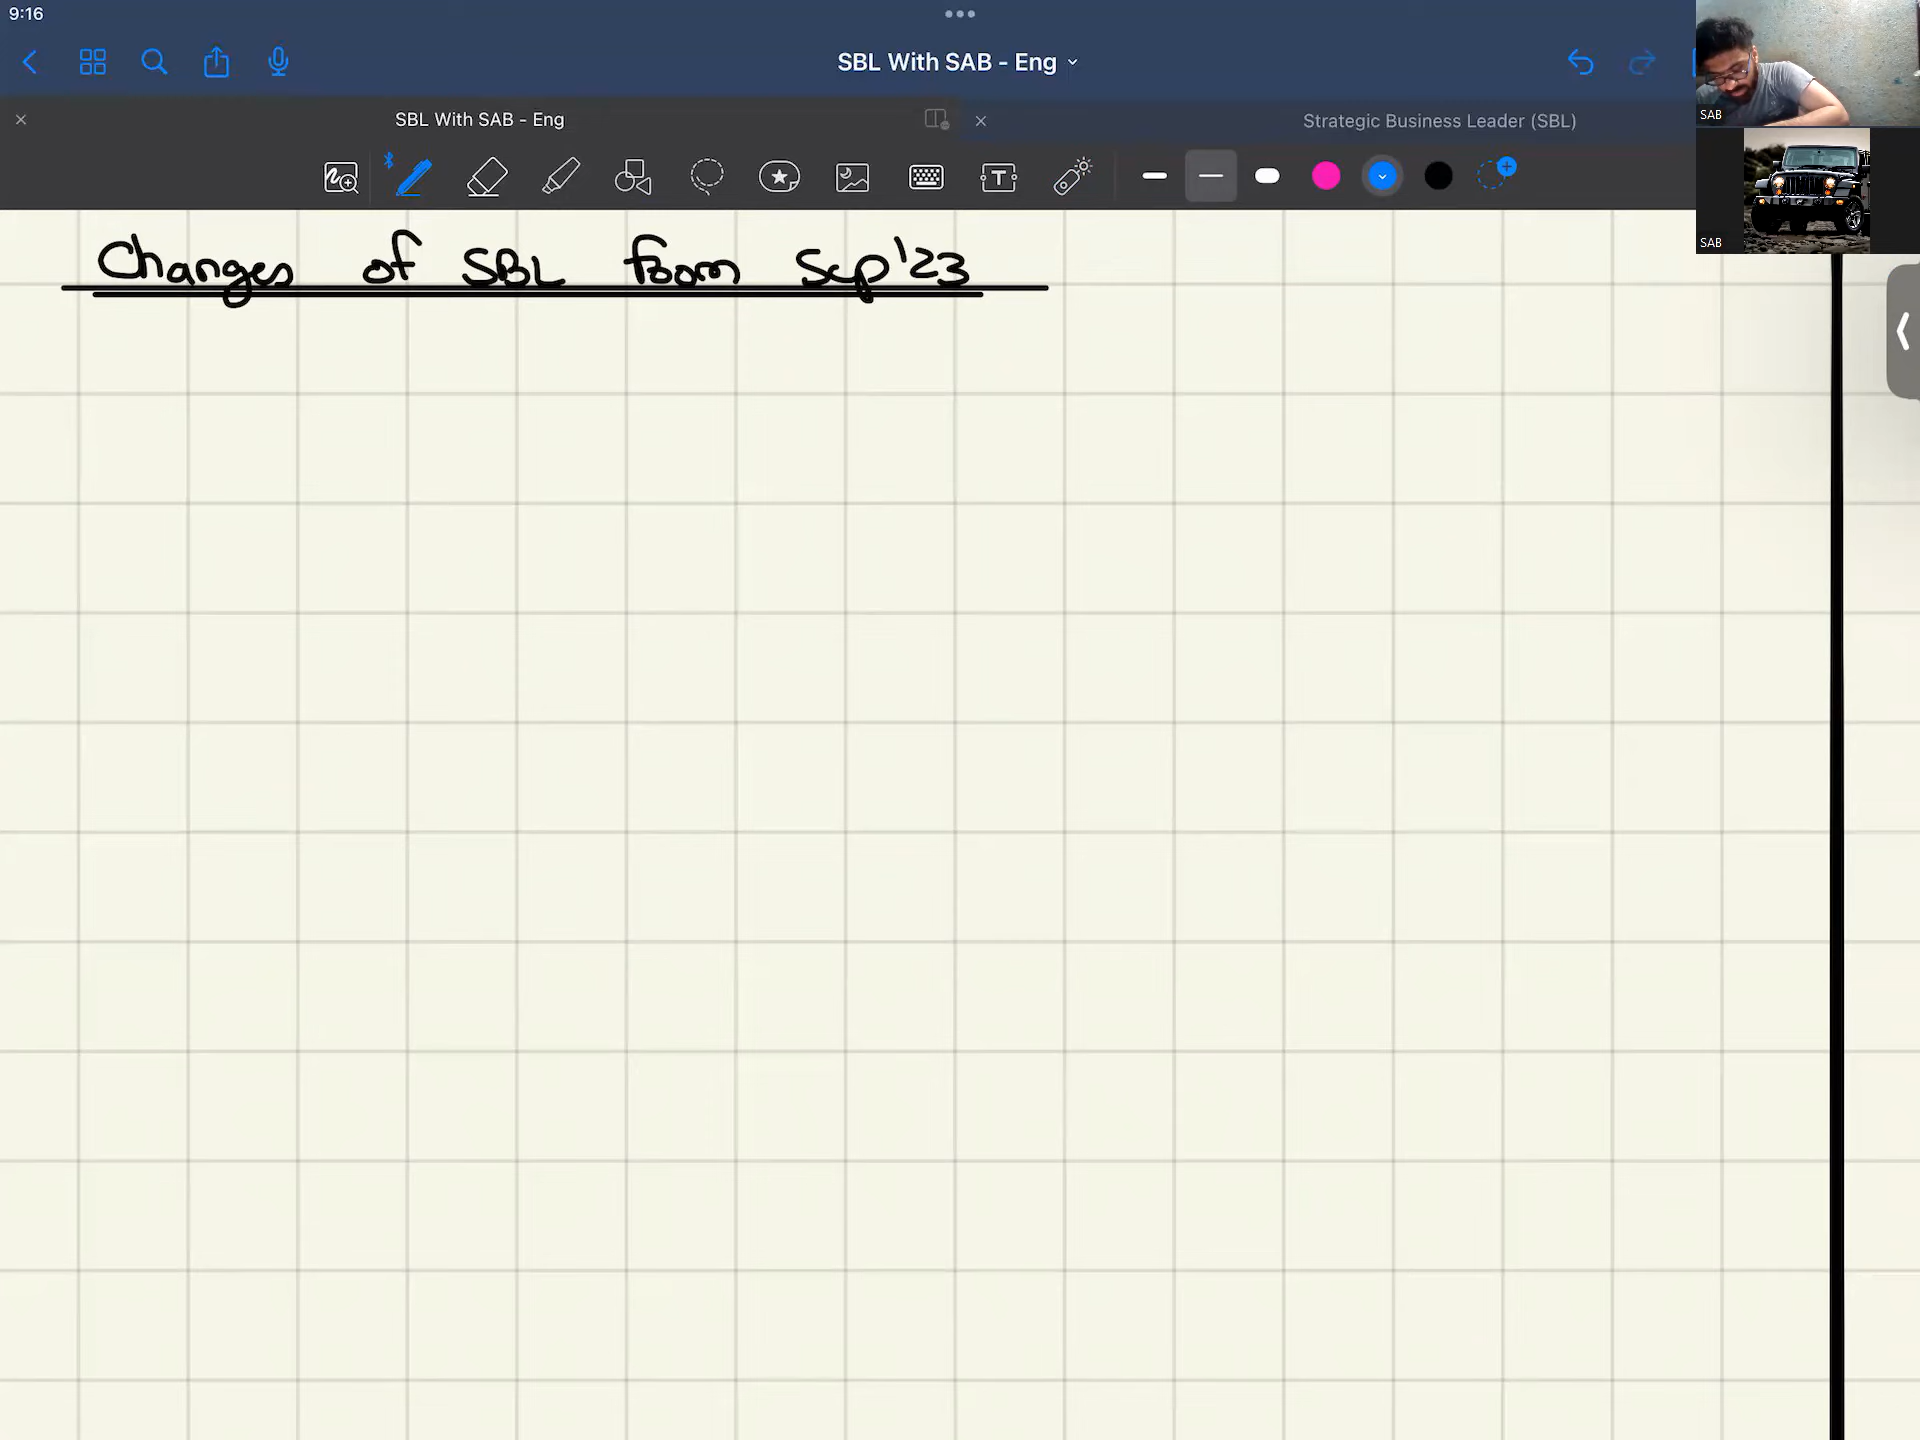 9:16
SBL With SAB - Eng
SBL With SAB - Eng
Strategic Business Leader (SBL)
SAB
SAB
T
Changes of SBL from Sep'23